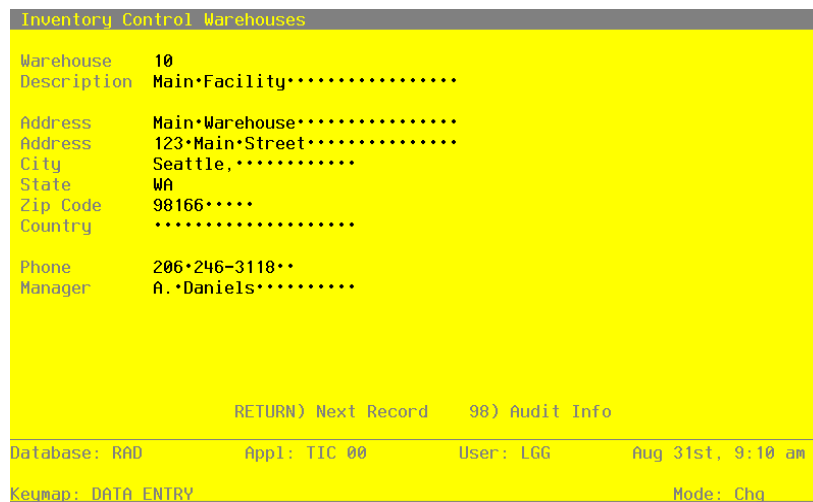 Inventory Control Warehouses
Warehouse 10
Description Main•Facility•••••••••••••••••
Address Main•Warehouse••••••••••••••••
Address 123•Main•Street•••••••••••••••
City Seattle,••••••••••••
State WA
Zip Code 98166•••••
Country ••••••••••••••••••••
Phone 206•246-3118••
Manager A.•Daniels••••••••••
RETURN) Next Record 98) Audit Info
Database: RAD Appl: TIC 00 User: LGG Aug 31st, 9:10 am
Keymap: DATA ENTRY Mode: Chg